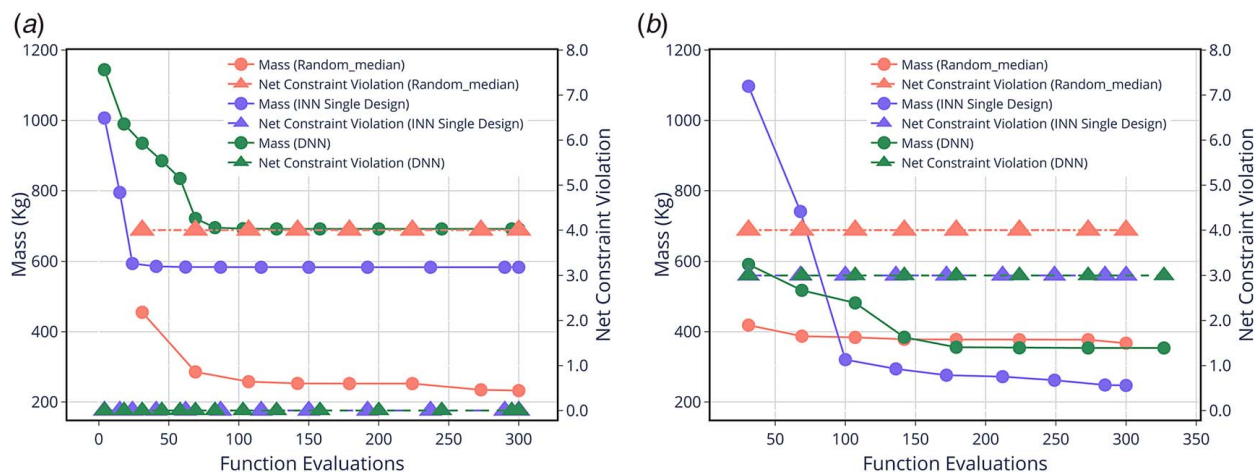 (a)
1200
1000
800
600
400
200
Mass (Kg)
Mass (Random_median)
Net Constraint Violation (Random_median)
Mass (INN Single Design)
Net Constraint Violation (INN Single Design)
Mass (DNN)
Net Constraint Violation (DNN)
8.0
7.0
6.0
5.0
4.0
3.0
2.0
1.0
0.0
Net Constraint Violation
0 50 100 150 200 250 300
Function Evaluations
(b)
1200
1000
800
600
400
200
Mass (Kg)
Mass (Random_median)
Net Constraint Violation (Random_median)
Mass (INN Single Design)
Net Constraint Violation (INN Single Design)
Mass (DNN)
Net Constraint Violation (DNN)
8.0
7.0
6.0
5.0
4.0
3.0
2.0
1.0
0.0
Net Constraint Violation
50 100 150 200 250 300 350
Function Evaluations